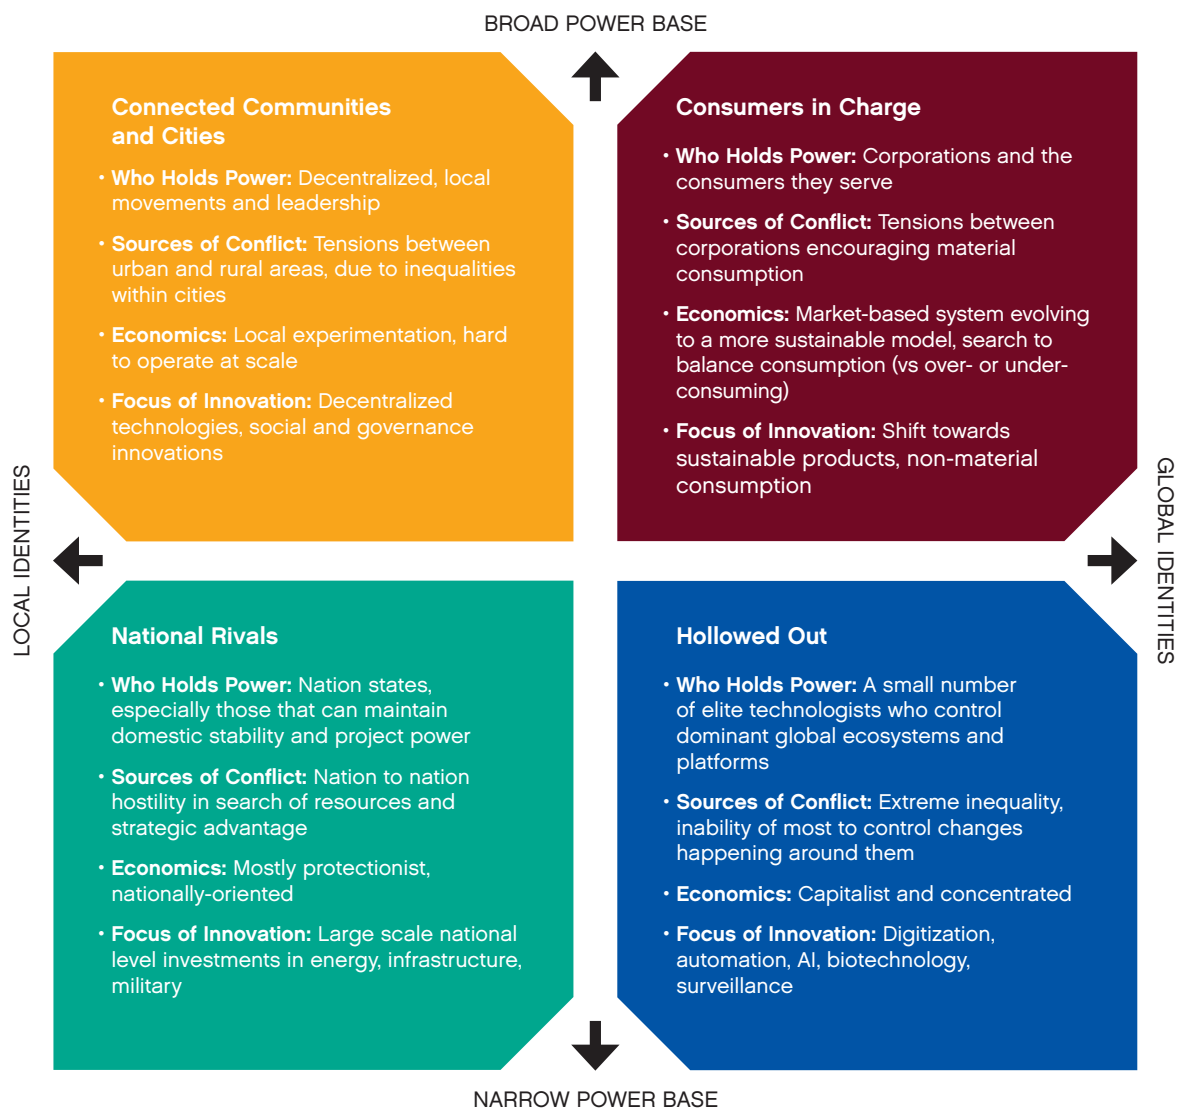 BROAD POWER BASE
Connected Communities
and Cities
• Who Holds Power: Decentralized, local
movements and leadership
• Sources of Conflict: Tensions between
urban and rural areas, due to inequalities
within cities
• Economics: Local experimentation, hard
to operate at scale
• Focus of Innovation: Decentralized
technologies, social and governance
innovations
Consumers in Charge
• Who Holds Power: Corporations and the
consumers they serve
• Sources of Conflict: Tensions between
corporations encouraging material
consumption
• Economics: Market-based system evolving
to a more sustainable model, search to
balance consumption (vs over- or under-
consuming)
• Focus of Innovation: Shift towards
sustainable products, non-material
consumption
LOCAL IDENTITIES
GLOBAL IDENTITIES
National Rivals
• Who Holds Power: Nation states,
especially those that can maintain
domestic stability and project power
• Sources of Conflict: Nation to nation
hostility in search of resources and
strategic advantage
• Economics: Mostly protectionist,
nationally-oriented
• Focus of Innovation: Large scale national
level investments in energy, infrastructure,
military
Hollowed Out
• Who Holds Power: A small number
of elite technologists who control
dominant global ecosystems and
platforms
• Sources of Conflict: Extreme inequality,
inability of most to control changes
happening around them
• Economics: Capitalist and concentrated
• Focus of Innovation: Digitization,
automation, AI, biotechnology,
surveillance
NARROW POWER BASE